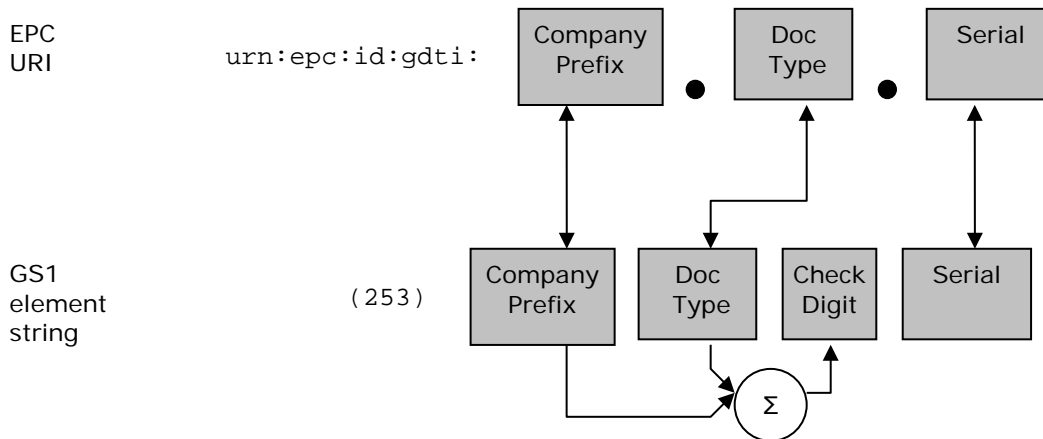 EPC
URI
urn:epc:id:gdti:
Company
Prefix
Doc
Type
Serial
GS1
element
string
(253)
Company
Prefix
Doc
Type
Check
Digit
Serial
Σ